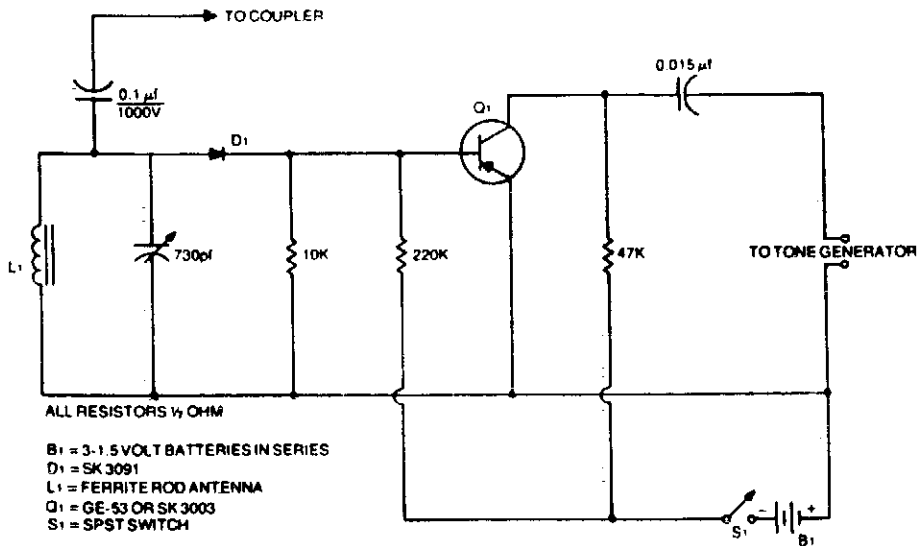 TO COUPLER
0.1 µf
1000V
D1
Q1
0.015 µf
L1
730pf
10K
220K
47K
TO TONE GENERATOR
ALL RESISTORS ½ OHM
B1 = 3-1.5 VOLT BATTERIES IN SERIES
D1 = SK 3091
L1 = FERRITE ROD ANTENNA
Q1 = GE-53 OR SK 3003
S1 = SPST SWITCH
S1
- +
B1